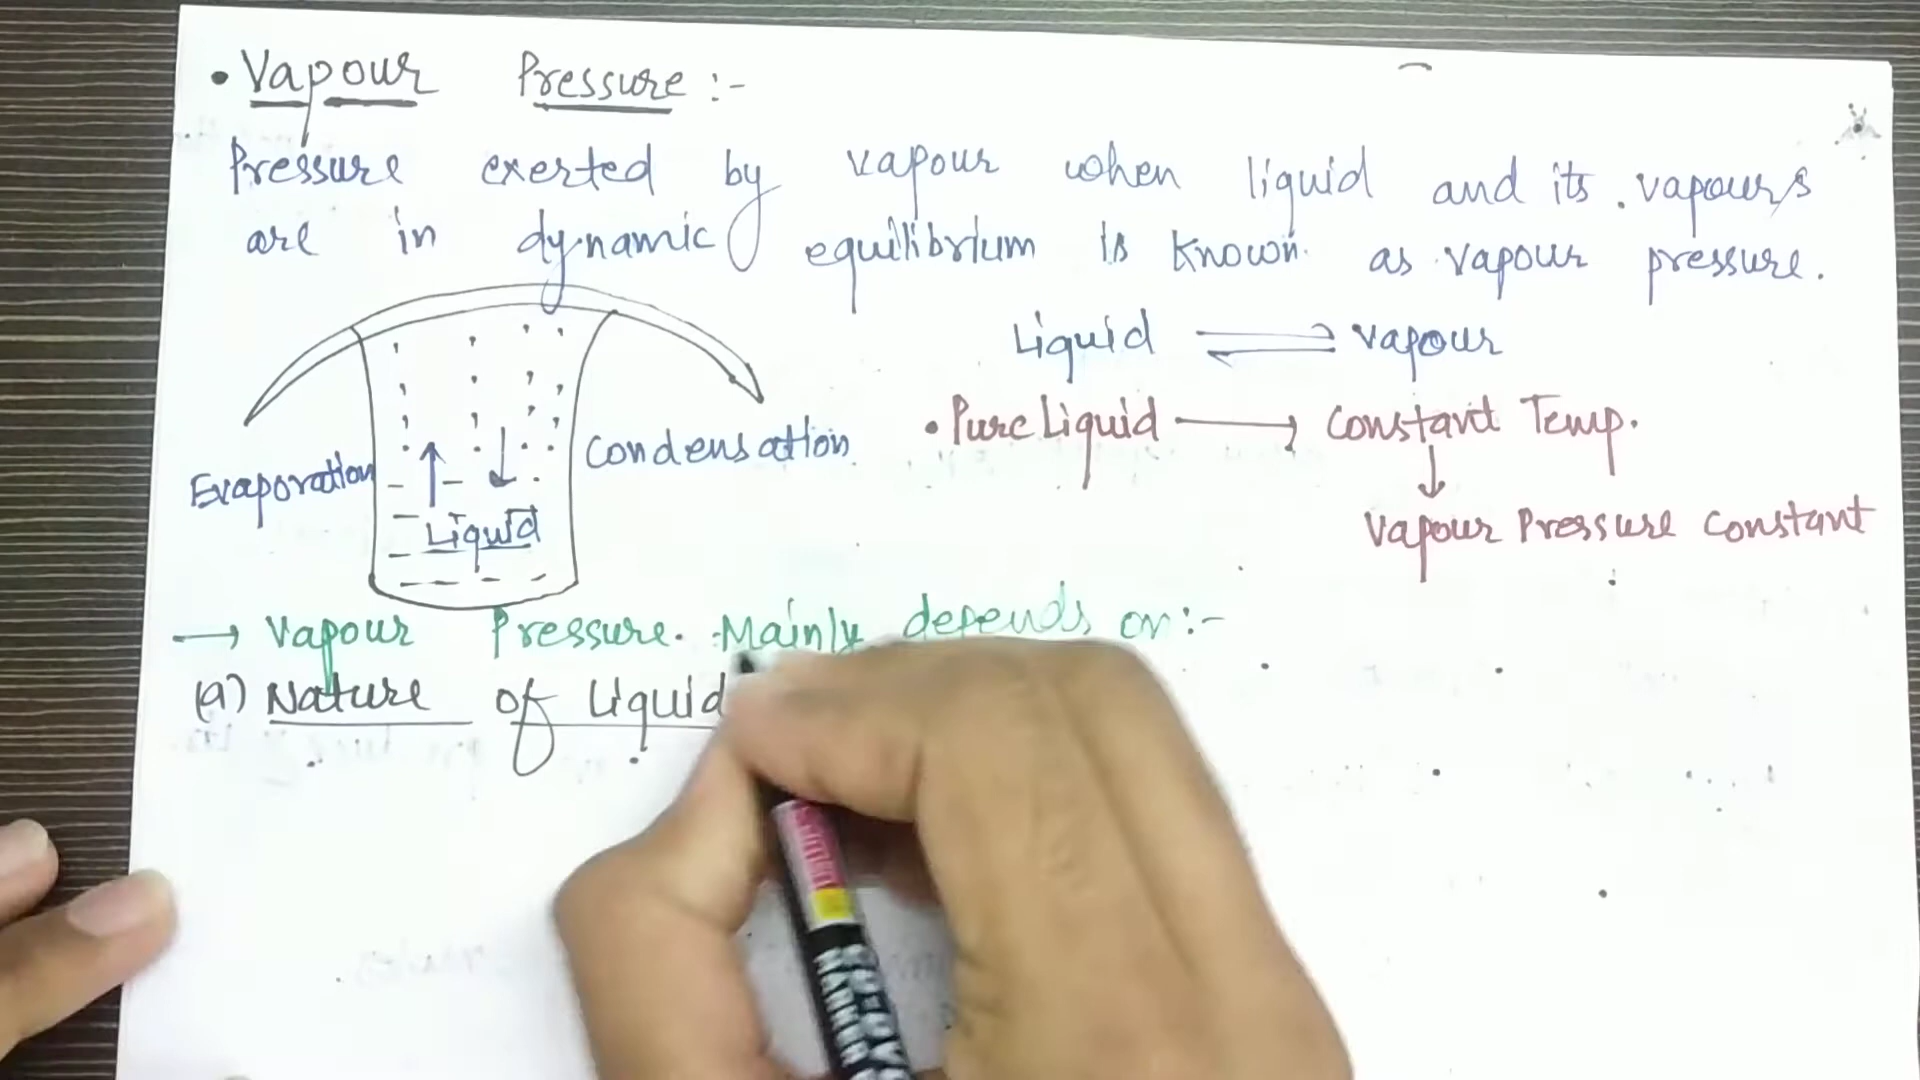 • Vapour Pressure :-
Pressure exerted by vapour when liquid and its vapours
are in dynamic equilibrium is known as vapour pressure.
Liquid ⇌ vapour
• Pure Liquid → Constant Temp.
↓
Vapour Pressure Constant
Evaporation
Condensation
Liquid
→ Vapour Pressure Mainly depends on :-
(a) Nature of Liquid
MARKER